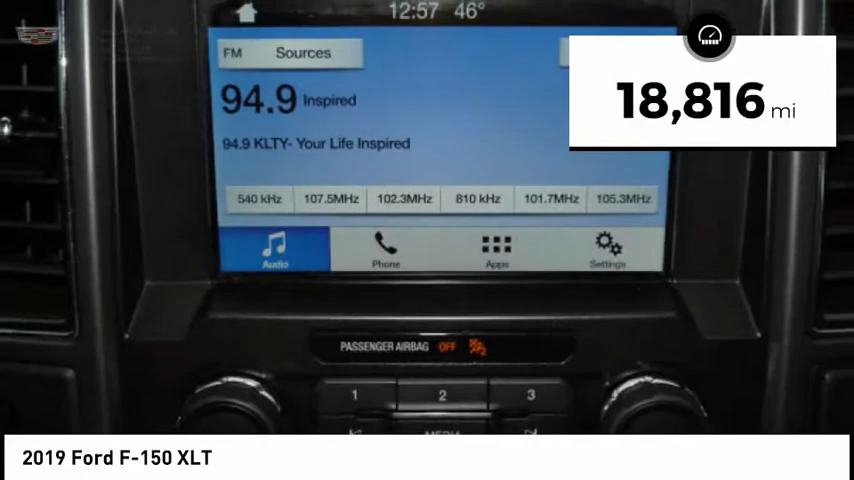 12:57 46°
FM Sources
94.9 Inspired
94.9 KLTY- Your Life Inspired
540 kHz 107.5MHz 102.3MHz 810 kHz 101.7MHz 105.3MHz
Audio Phone Apps Settings
18,816 mi
PASSENGER AIRBAG OFF 2
1 2 3
MEDIA
2019 Ford F-150 XLT